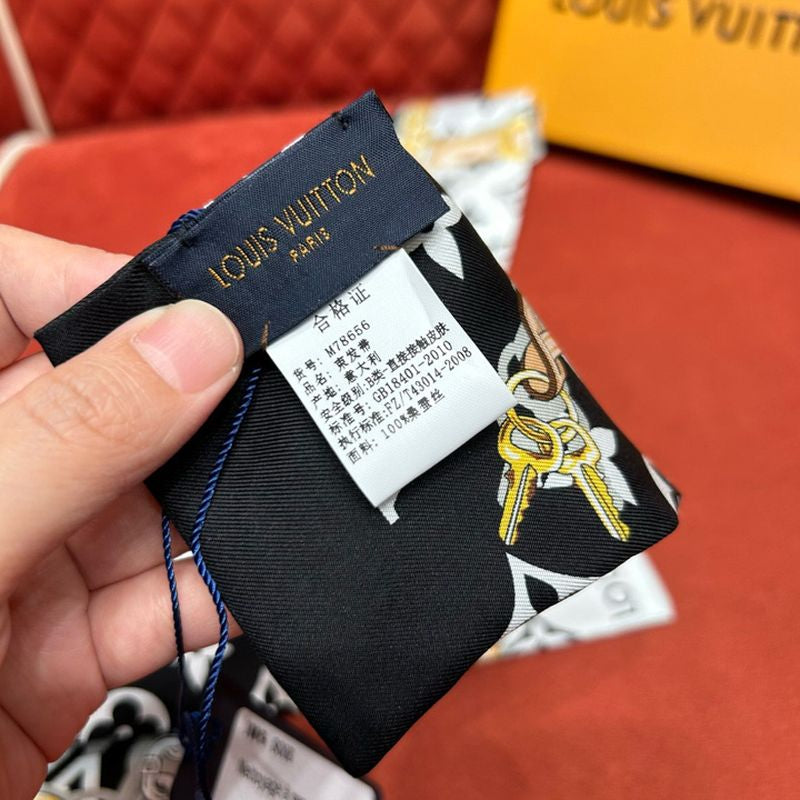 LOUIS VUITTON
LOUIS VUITTON
PARIS
合格证
货号: M78656
品名: 束发带
产地: 意大利
安全级别: B类-直接接触皮肤
标准号: GB18401-2010
执行标准: FZ/T43014-2008
面料: 100%桑蚕丝